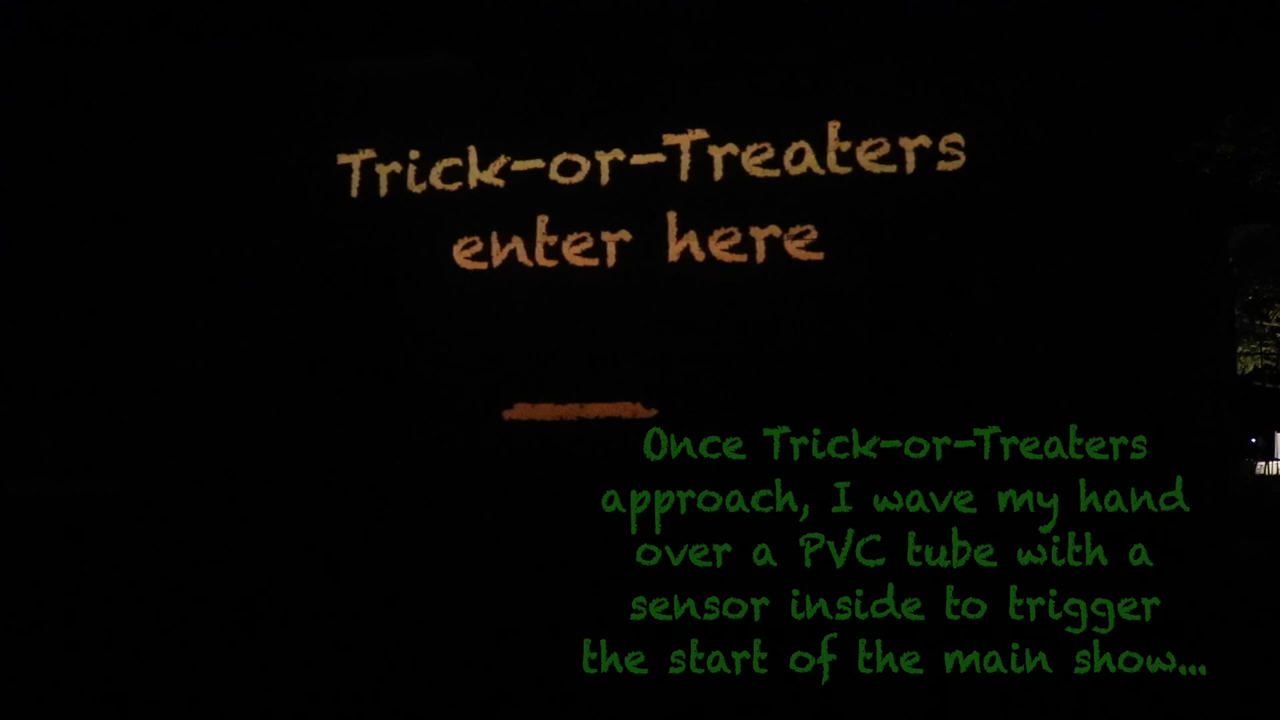 Trick-or-Treaters
enter here
Once Trick-or-Treaters
approach, I wave my hand
over a PVC tube with a
sensor inside to trigger
the start of the main show...